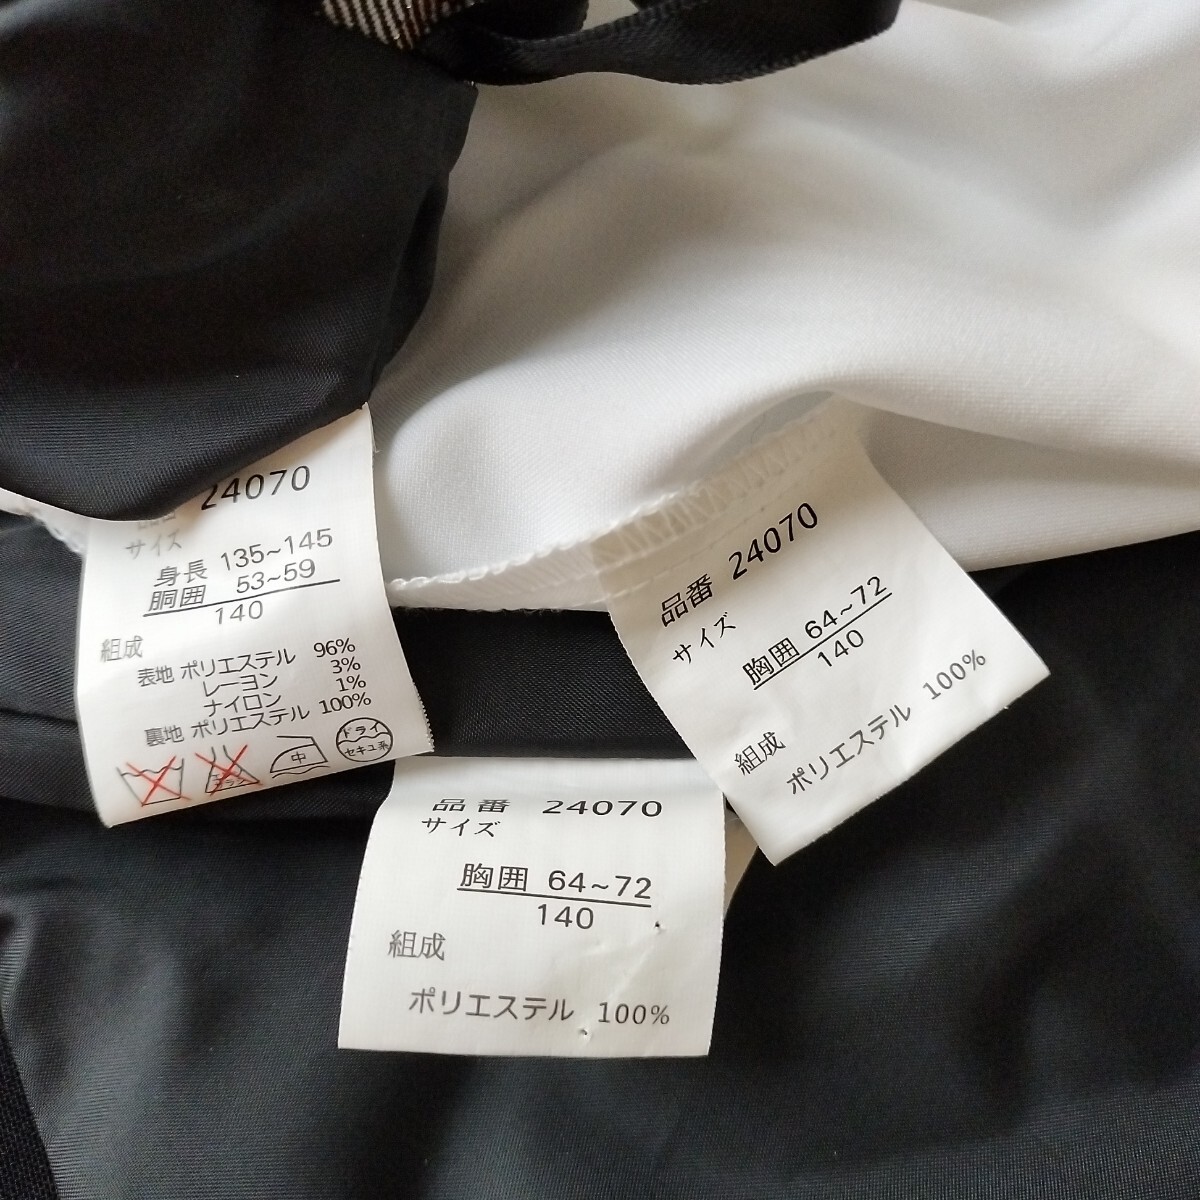 24070
サイズ
身長 135~145
胴囲 53~59
140
組成
表地 ポリエステル 96%
レーヨン 3%
ナイロン 1%
裏地 ポリエステル 100%
中
ドライ
セキユ系
品番 24070
サイズ
胸囲 64~72
140
組成
ポリエステル 100%
品番 24070
サイズ
胸囲 64~72
140
組成
ポリエステル 100%